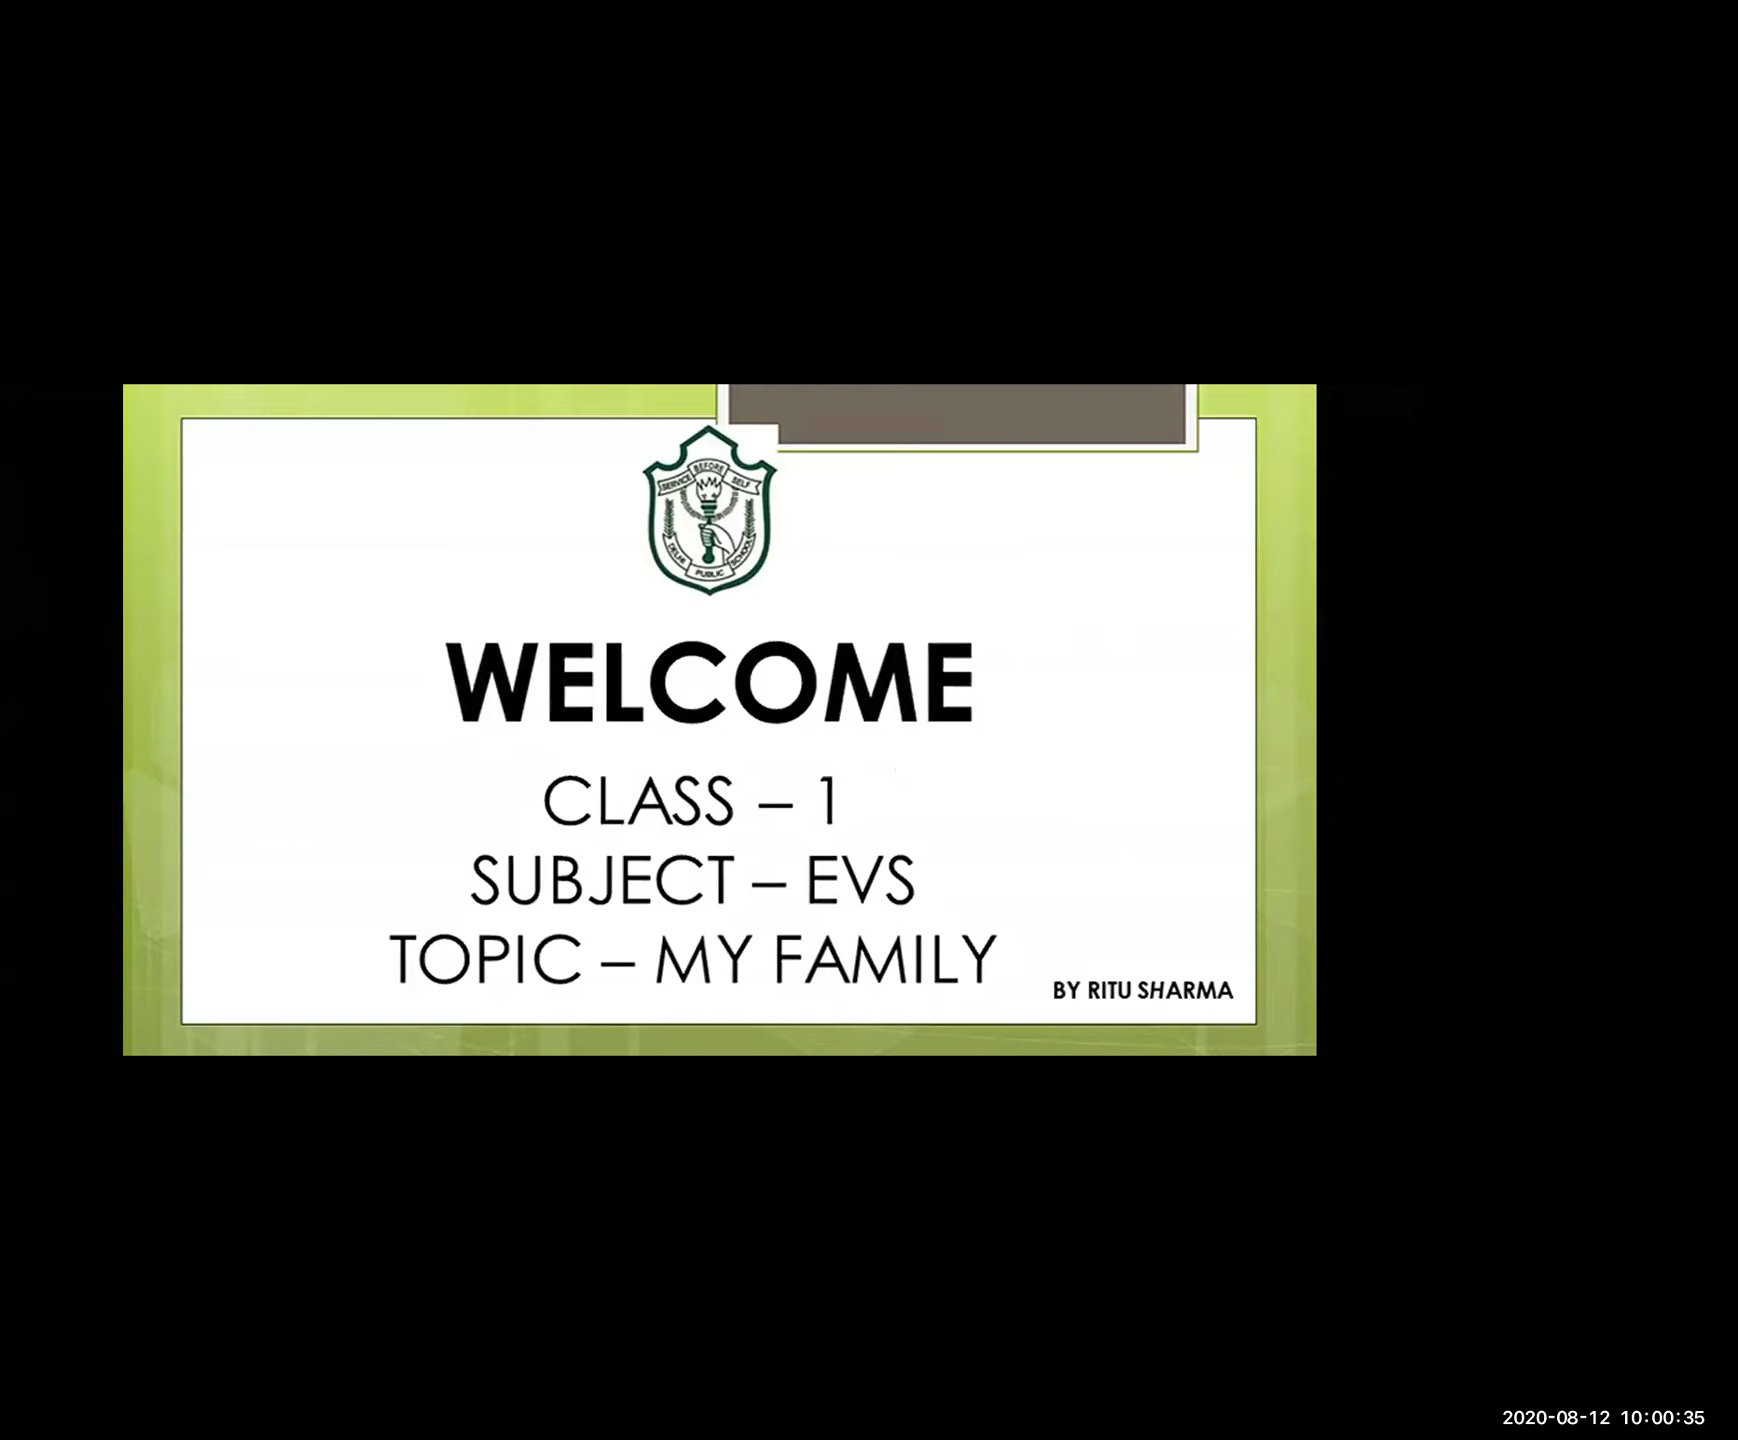 SERVICE BEFORE SELF
DELHI PUBLIC SCHOOL
WELCOME
CLASS – 1
SUBJECT – EVS
TOPIC – MY FAMILY
BY RITU SHARMA
2020-08-12 10:00:35